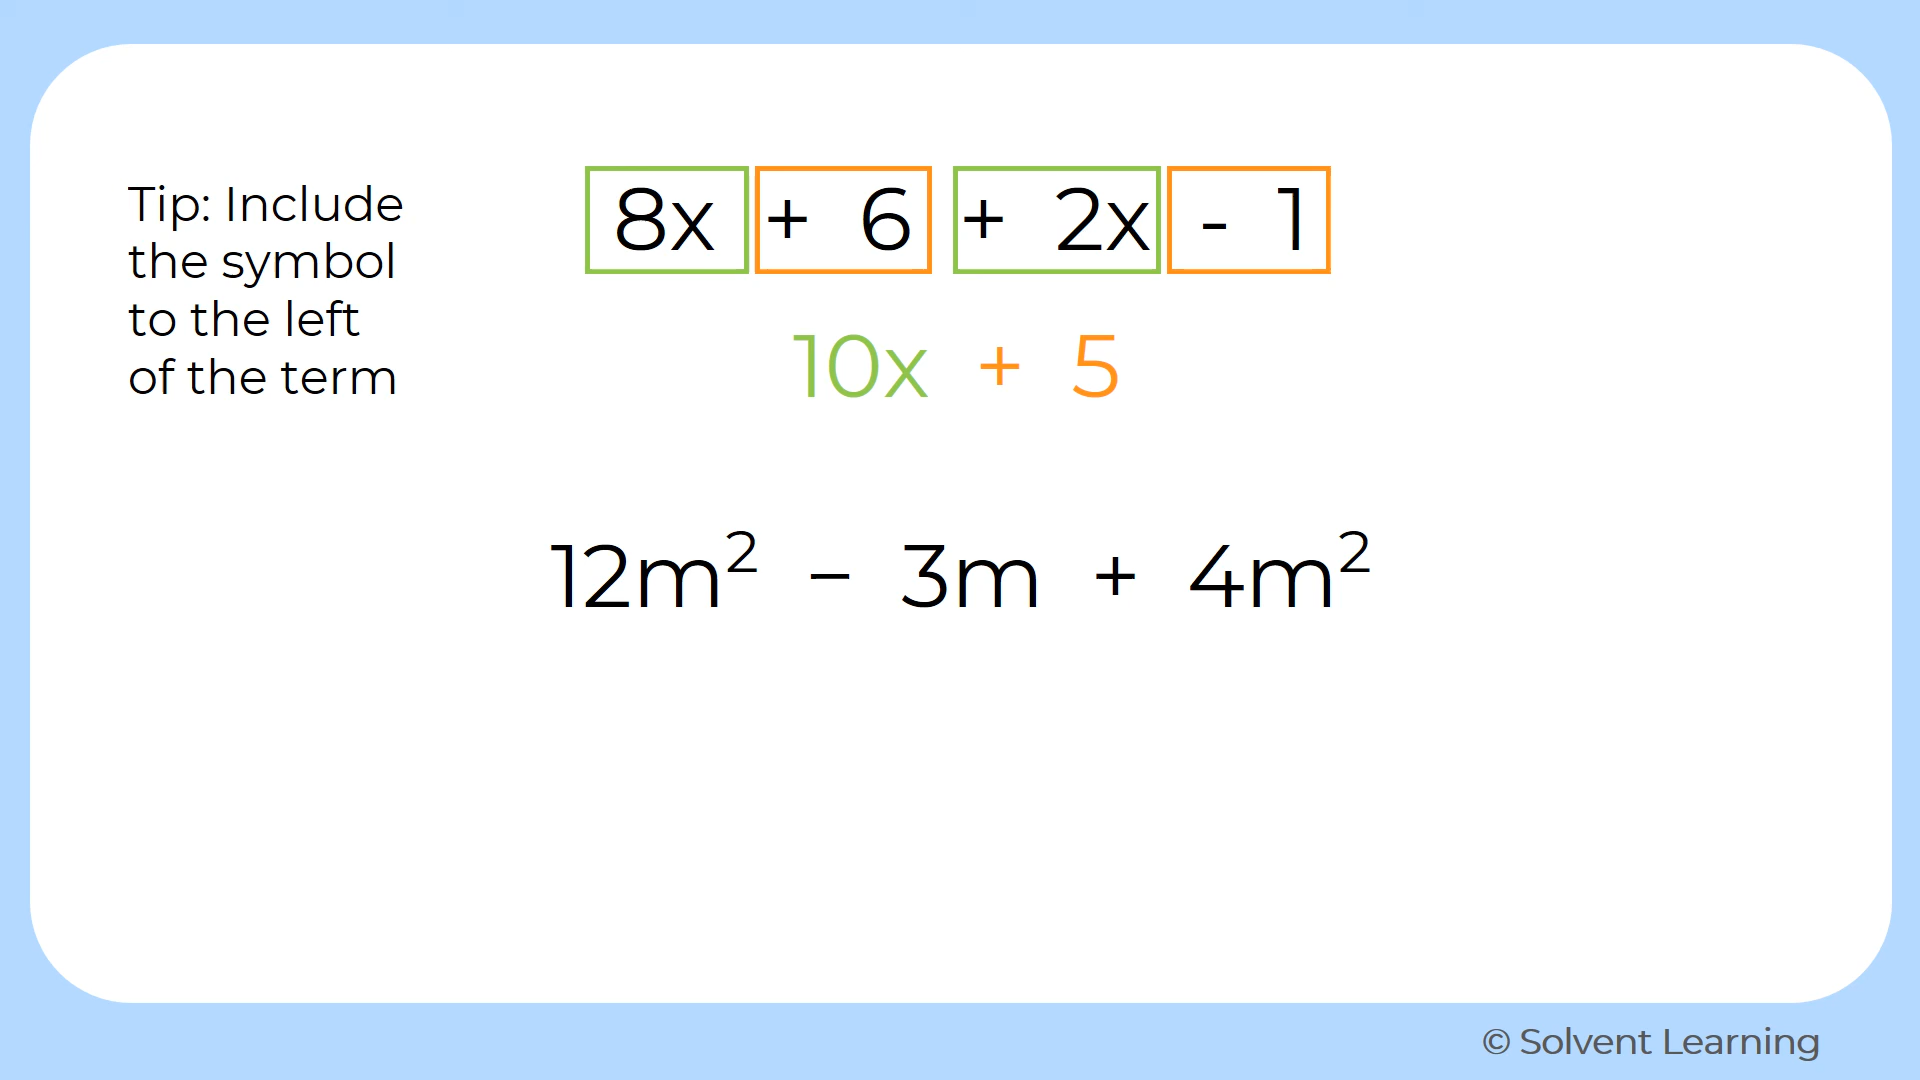 Tip: Include
the symbol
to the left
of the term
8x + 6 + 2x - 1
10x + 5
12m² − 3m + 4m²
© Solvent Learning